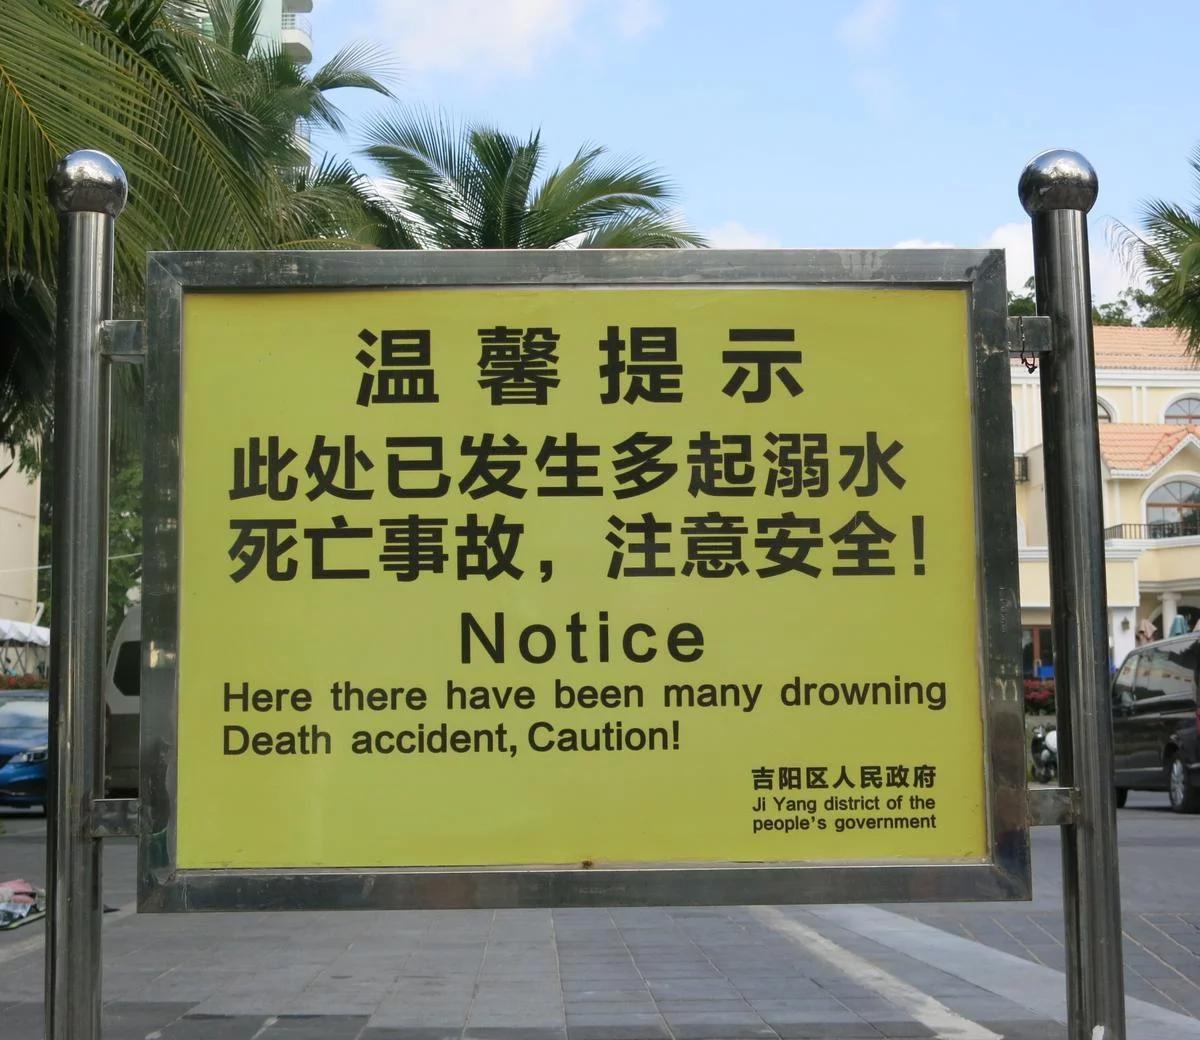 温馨提示
此处已发生多起溺水
死亡事故，注意安全！
Notice
Here there have been many drowning
Death accident, Caution!
吉阳区人民政府
Ji Yang district of the
people's government